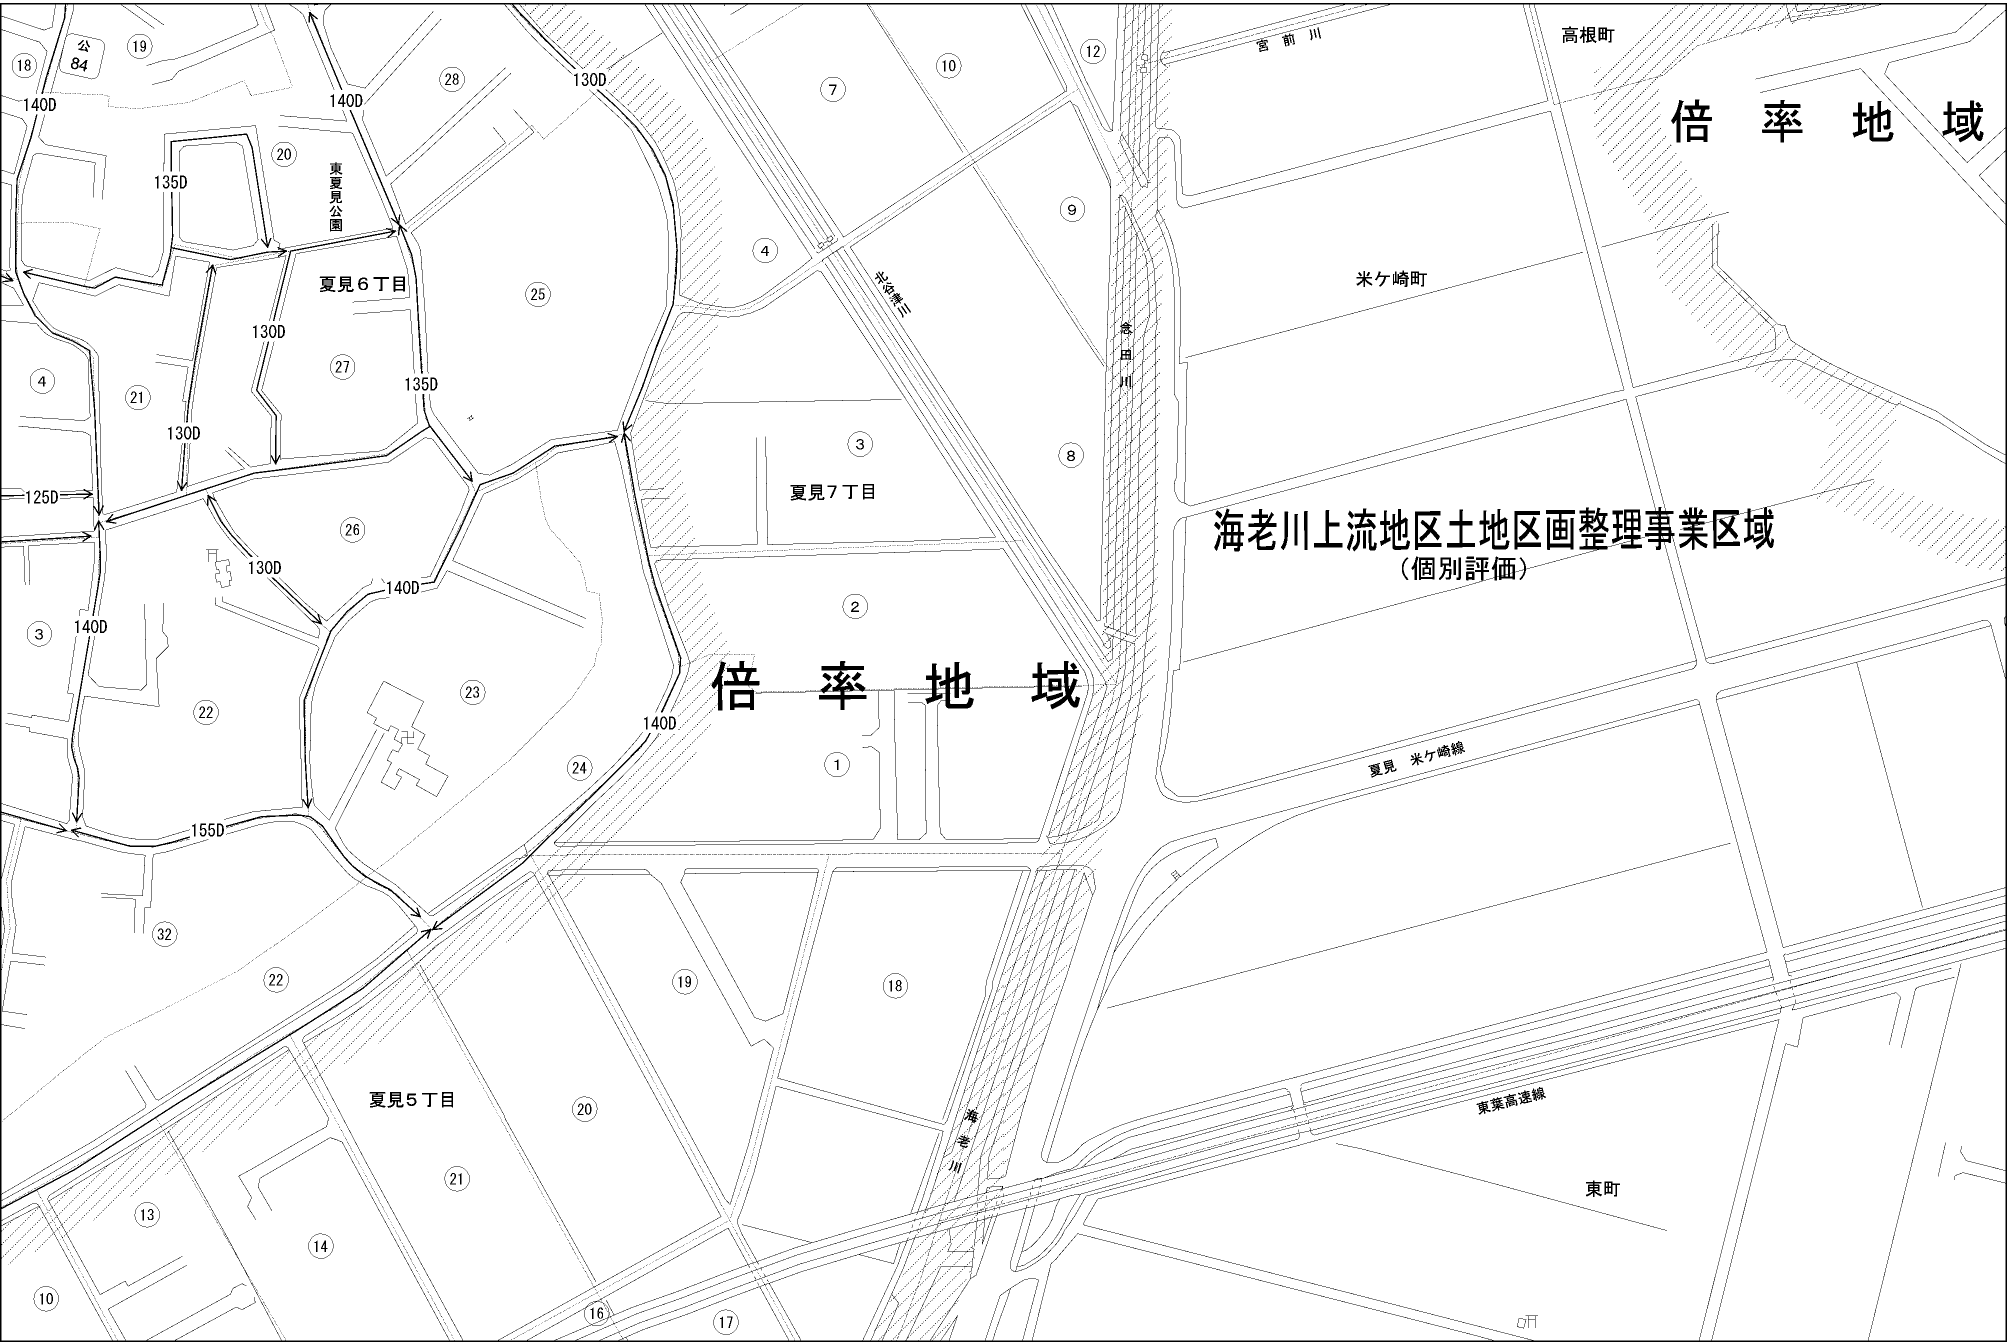 公
84
19
18
28
12
宮前川
高根町
140D
140D
130D
7
10
倍率地域
20
135D
東夏見公園
9
4
夏見6丁目
25
北谷津川
米ケ崎町
130D
念田川
4
27
21
135D
130D
3
8
125D
夏見7丁目
26
海老川上流地区土地区画整理事業区域
(個別評価)
130D
140D
2
3
140D
倍率地域
23
22
140D
24
1
夏見 米ケ崎線
155D
32
22
19
18
夏見5丁目
20
海老川
東葉高速線
21
東町
13
14
10
16
17